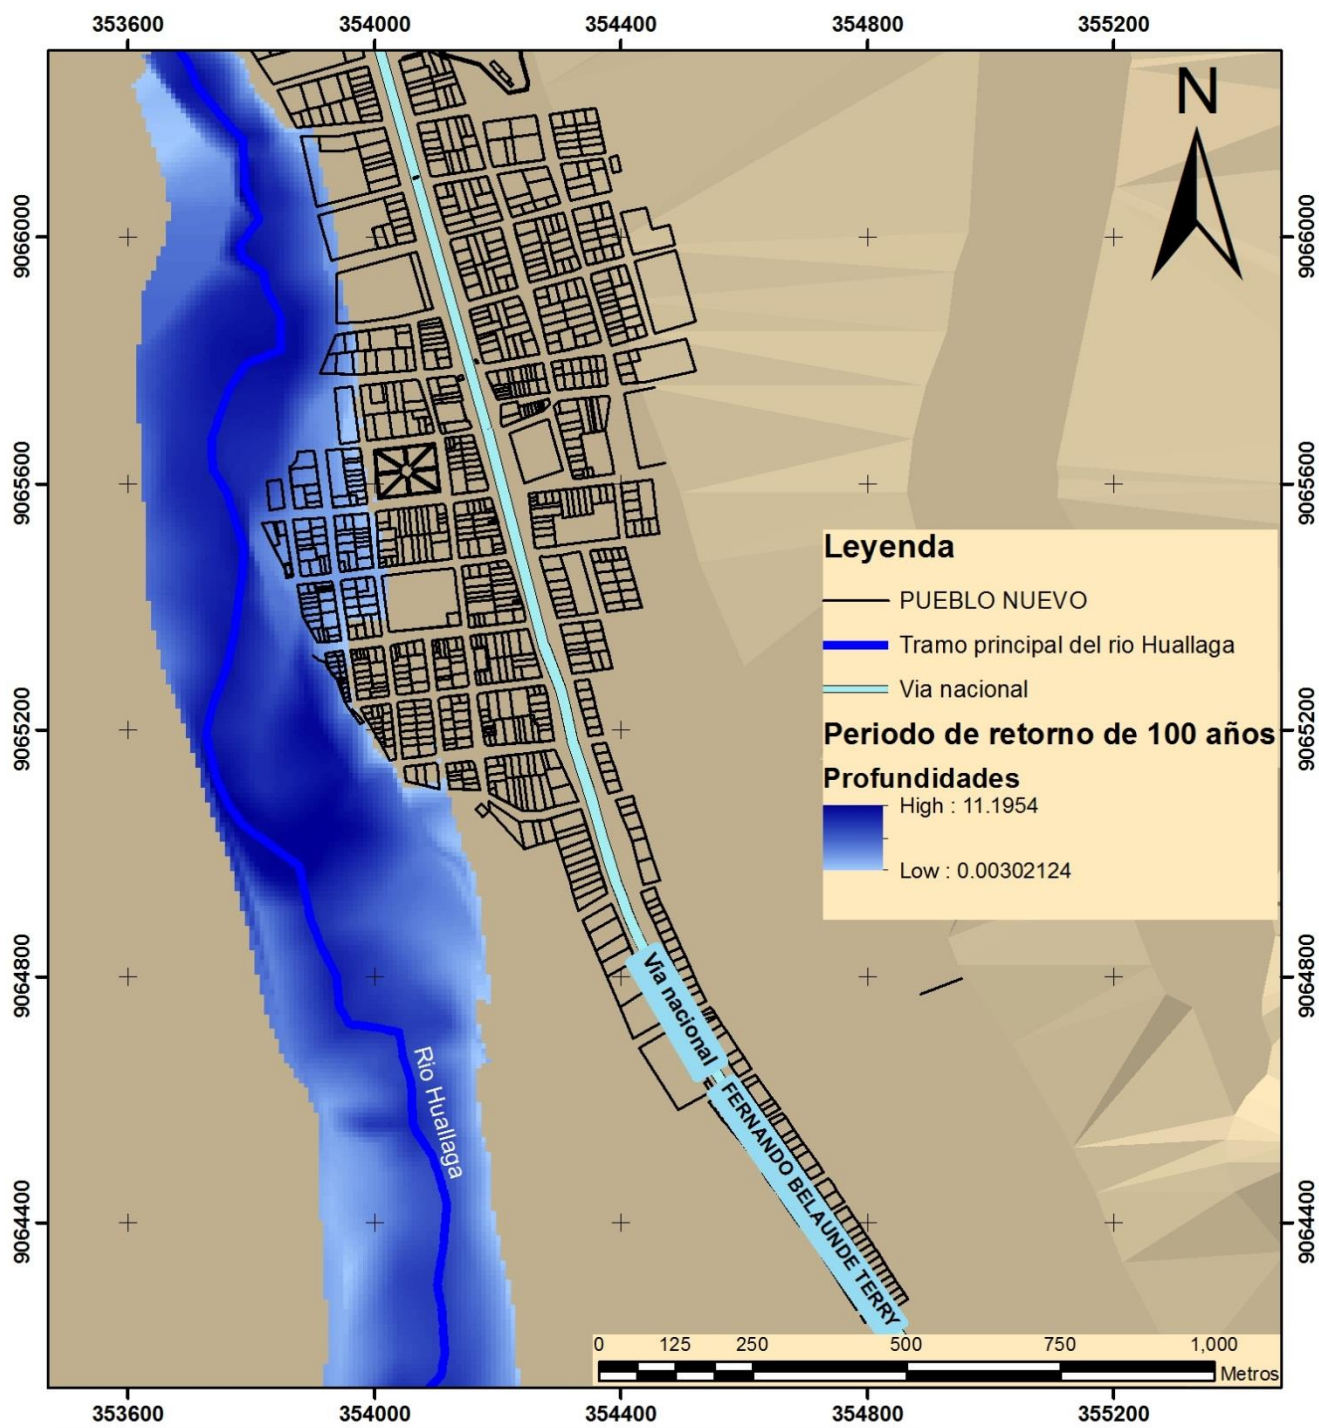 353600 354000 354400 354800 355200
N
9066000 9066000
9065600 9065600
Leyenda
PUEBLO NUEVO
Tramo principal del rio Huallaga
Via nacional
Periodo de retorno de 100 años
Profundidades
High : 11.1954
Low : 0.00302124
9065200 9065200
9064800 9064800
Via nacional
Rio Huallaga
FERNANDO BELAUNDE TERRY
9064400 9064400
0 125 250 500 750 1,000
Metros
353600 354000 354400 354800 355200